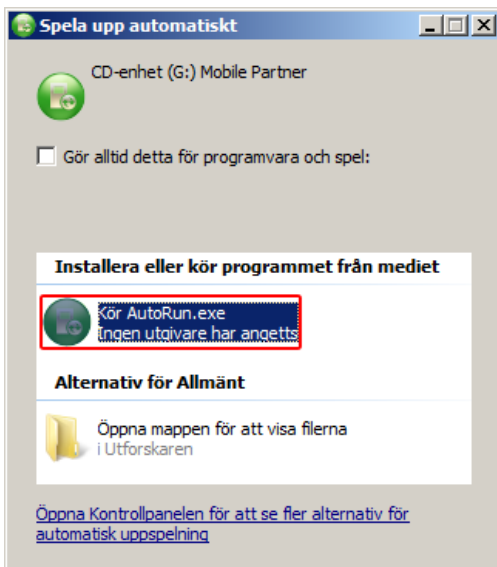 Spela upp automatiskt
CD-enhet (G:) Mobile Partner
Gör alltid detta för programvara och spel:
Installera eller kör programmet från mediet
Kör AutoRun.exe
Ingen utgivare har angetts
Alternativ för Allmänt
Öppna mappen för att visa filerna
i Utforskaren
Öppna Kontrollpanelen för att se fler alternativ för
automatisk uppspelning